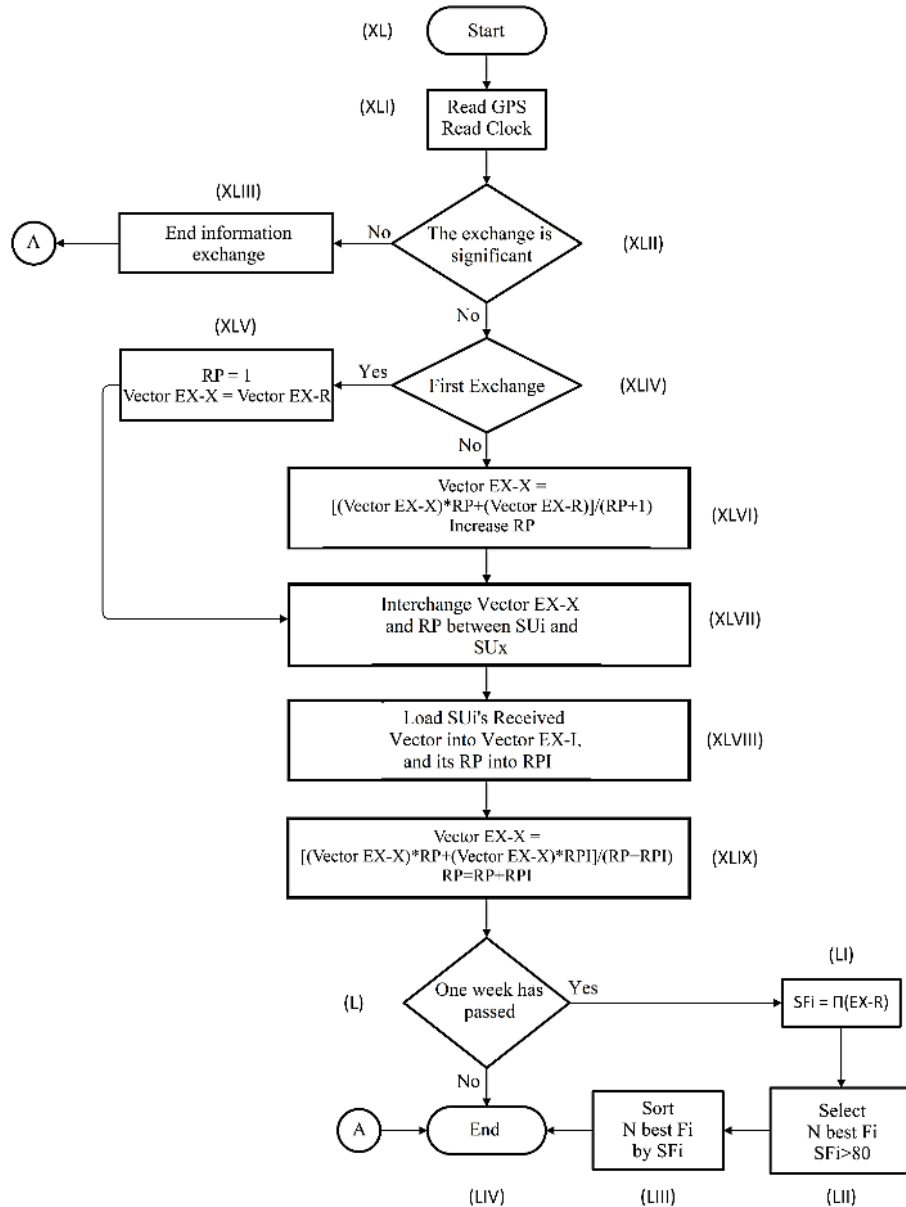 (XL)
Start
(XLI)
Read GPS
Read Clock
(XLIII)
Λ
End information
exchange
No
The exchange is
significant
(XLII)
No
(XLV)
RP = 1
Vector EX-X = Vector EX-R
Yes
First Exchange
(XLIV)
No
Vector EX-X =
[(Vector EX-X)*RP+(Vector EX-R)]/(RP+1)
Increase RP
(XLVI)
Interchange Vector EX-X
and RP between SUi and
SUx
(XLVII)
Load SUi's Received
Vector into Vector EX-I,
and its RP into RPI
(XLVIII)
Vector EX-X =
[(Vector EX-X)*RP+(Vector EX-X)*RPI]/(RP−RPI)
RP=RP+RPI
(XLIX)
(L)
One week has
passed
Yes
(LI)
SFi = Π(EX-R)
No
A
End
Sort
N best Fi
by SFi
Select
N best Fi
SFi>80
(LIV)
(LIII)
(LII)